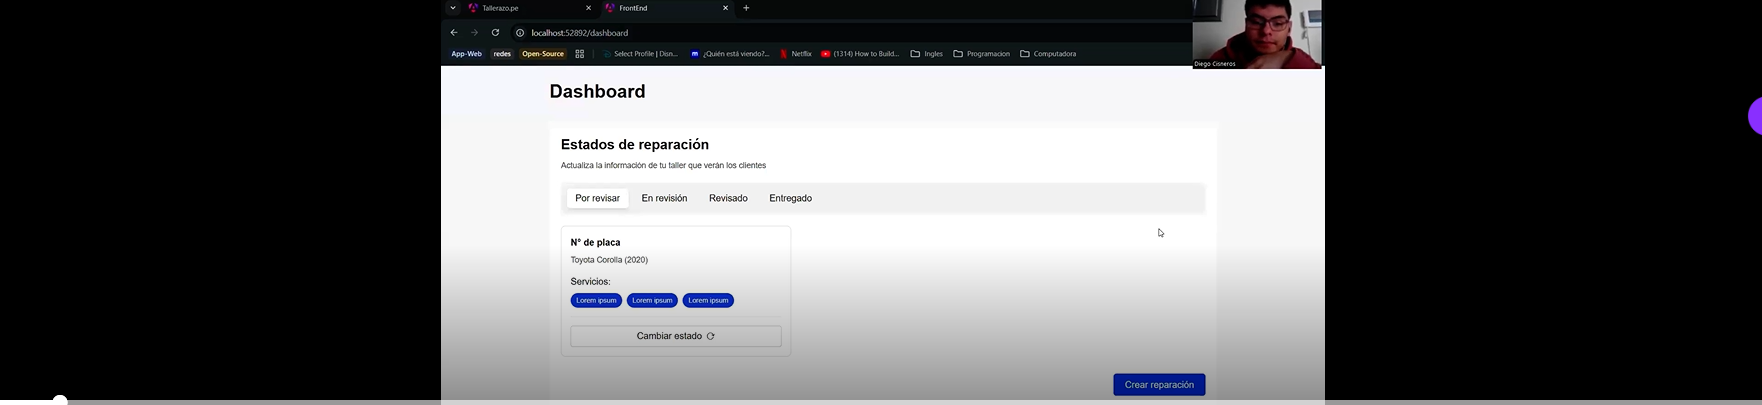 Tallerazo.pe
FrontEnd
localhost:52892/dashboard
App-Web redes Open-Source Select Profile | Disn... ¿Quién está viendo?... Netflix (1314) How to Build... Ingles Programacion Computadora
Diego Cisneros
Dashboard
Estados de reparación
Actualiza la información de tu taller que verán los clientes
Por revisar En revisión Revisado Entregado
N° de placa
Toyota Corolla (2020)
Servicios:
Lorem ipsum Lorem ipsum Lorem ipsum
Cambiar estado
Crear reparación